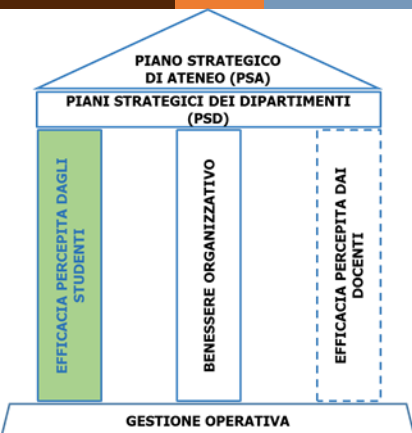 PIANO STRATEGICO
DI ATENEO (PSA)
PIANI STRATEGICI DEI DIPARTIMENTI
(PSD)
EFFICACIA PERCEPITA DAGLI
STUDENTI
BENESSERE ORGANIZZATIVO
EFFICACIA PERCEPITA DAI
DOCENTI
GESTIONE OPERATIVA